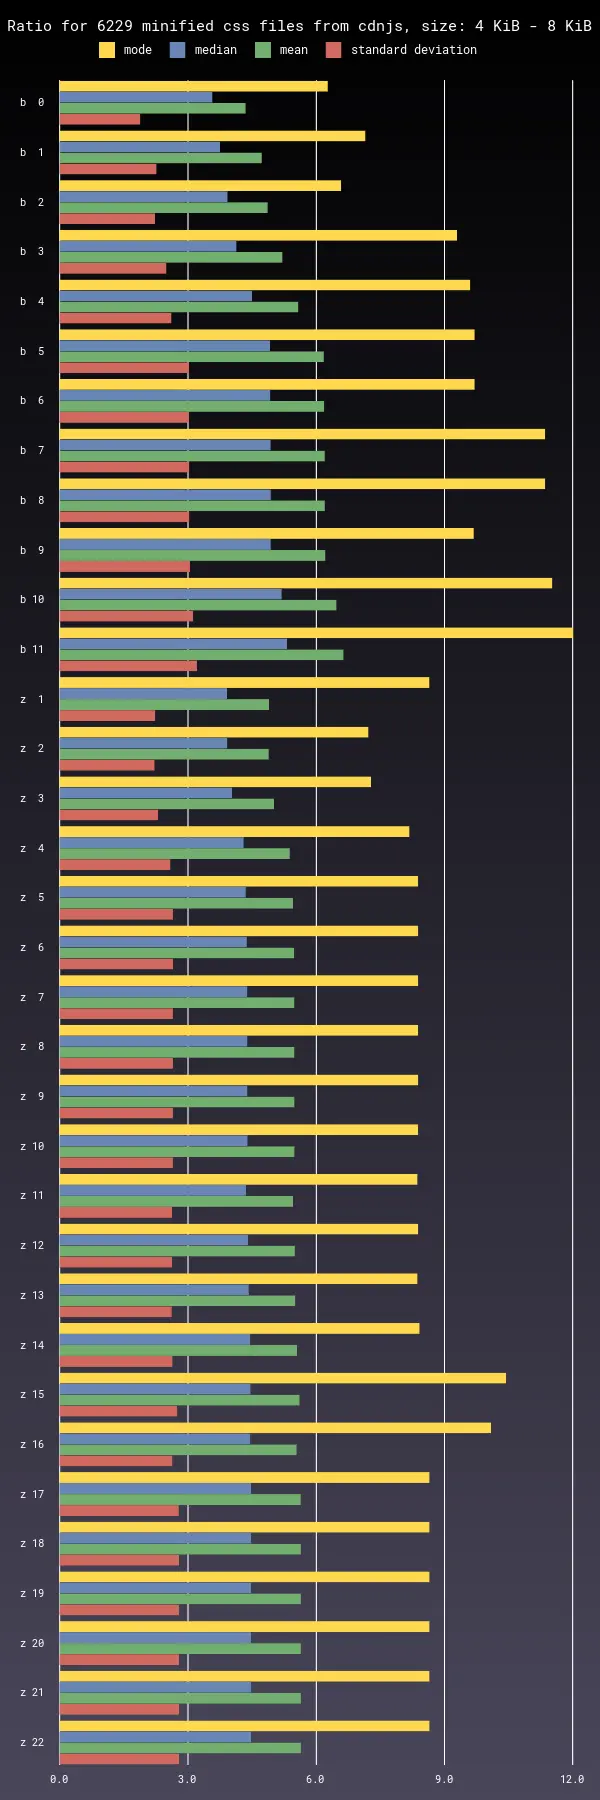 Ratio for 6229 minified css files from cdnjs, size: 4 KiB - 8 KiB
mode median mean standard deviation
b 0
b 1
b 2
b 3
b 4
b 5
b 6
b 7
b 8
b 9
b 10
b 11
z 1
z 2
z 3
z 4
z 5
z 6
z 7
z 8
z 9
z 10
z 11
z 12
z 13
z 14
z 15
z 16
z 17
z 18
z 19
z 20
z 21
z 22
0.0 3.0 6.0 9.0 12.0